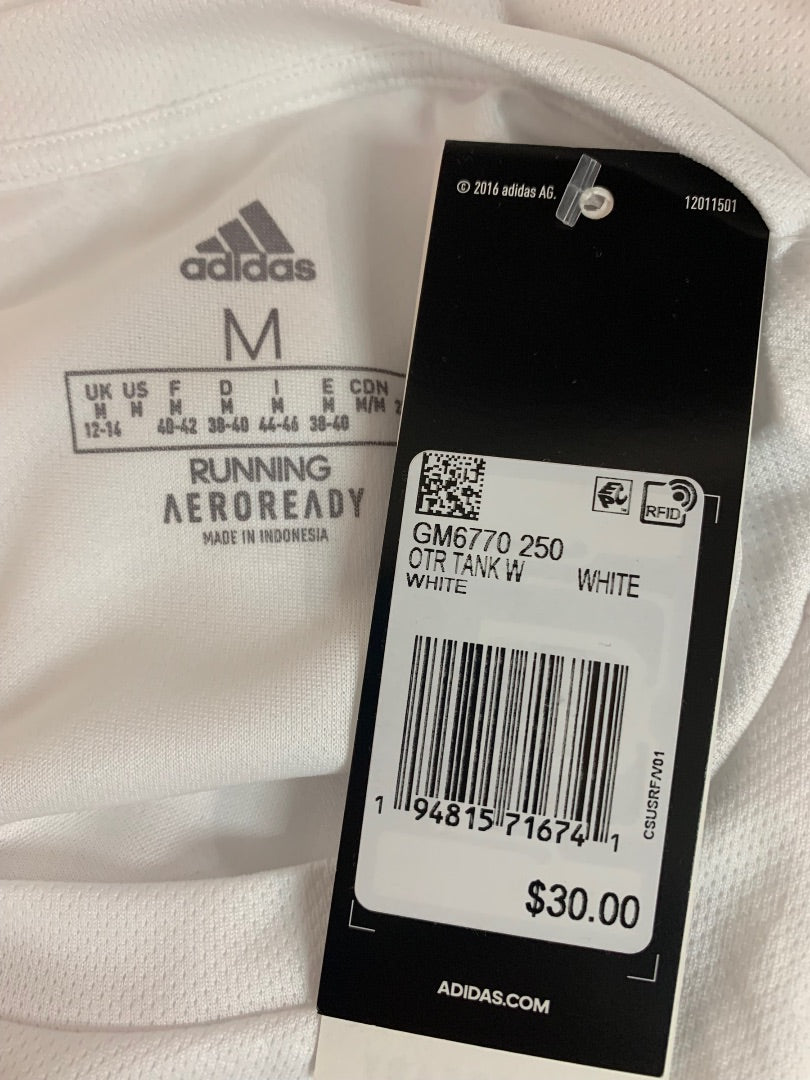 adidas
M
UK US F D I E CDN
M M M M M M M/M
12-14 40-42 38-40 44-46 38-40
RUNNING
AEROREADY
MADE IN INDONESIA
© 2016 adidas AG.
12011501
RFID
GM6770 250
OTR TANK W WHITE
WHITE
1 94815 71674 1
CSUSRF/V01
$30.00
ADIDAS.COM